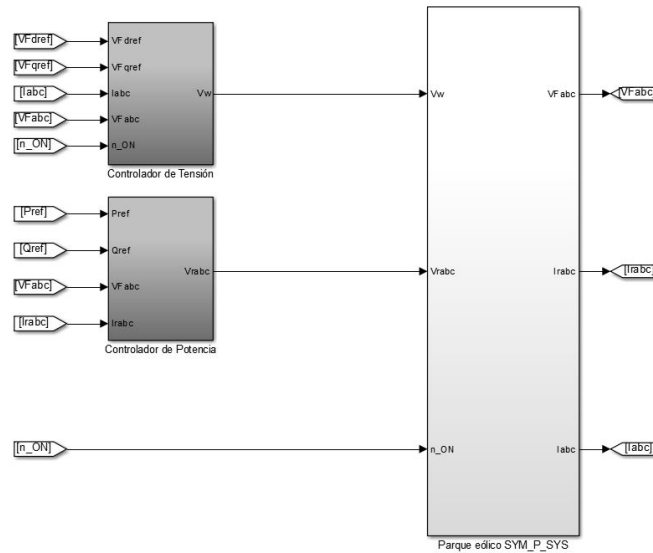 [VFdref]
[VFqref]
[Iabc]
[VFabc]
[n_ON]
VFdref
VFqref
Iabc
VFabc
n_ON
Vw
Controlador de Tensión
[Pref]
[Qref]
[VFabc]
[Irabc]
Pref
Qref
VFabc
Irabc
Vrabc
Controlador de Potencia
[n_ON]
Vw
Vrabc
n_ON
VFabc
Irabc
Iabc
Parque eólico SYM_P_SYS
[VFabc]
[Irabc]
[Iabc]